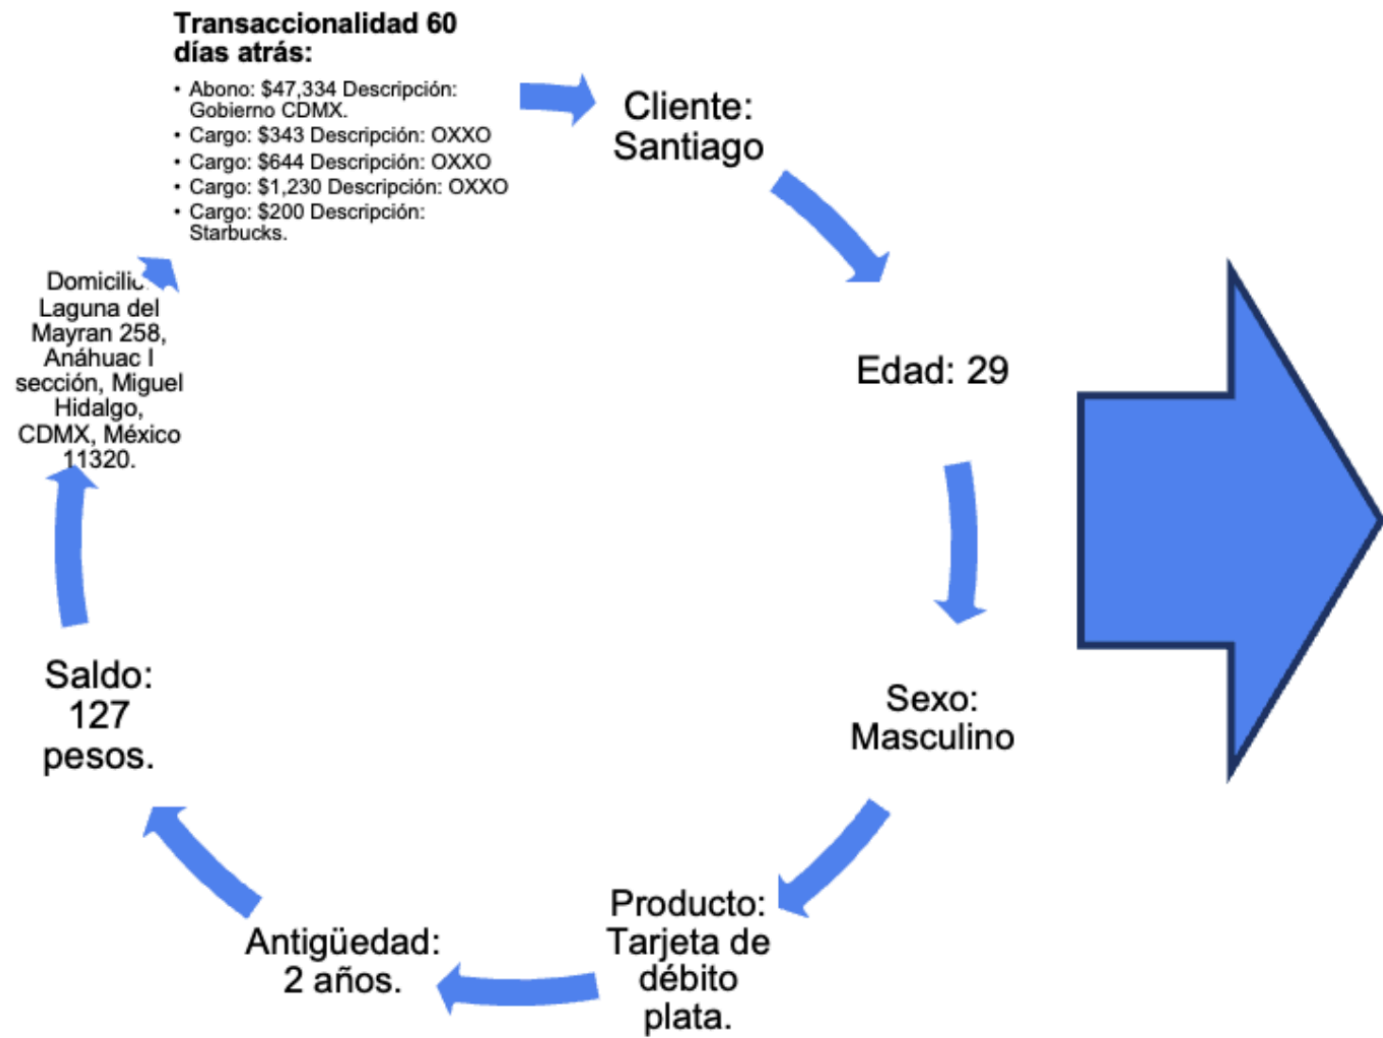 Transaccionalidad 60
días atrás:
• Abono: $47,334 Descripción:
Gobierno CDMX.
• Cargo: $343 Descripción: OXXO
• Cargo: $644 Descripción: OXXO
• Cargo: $1,230 Descripción: OXXO
• Cargo: $200 Descripción:
Starbucks.
Cliente:
Santiago
Edad: 29
Sexo:
Masculino
Producto:
Tarjeta de
débito
plata.
Antigüedad:
2 años.
Saldo:
127
pesos.
Domicilio
Laguna del
Mayran 258,
Anáhuac I
sección, Miguel
Hidalgo,
CDMX, México
11320.